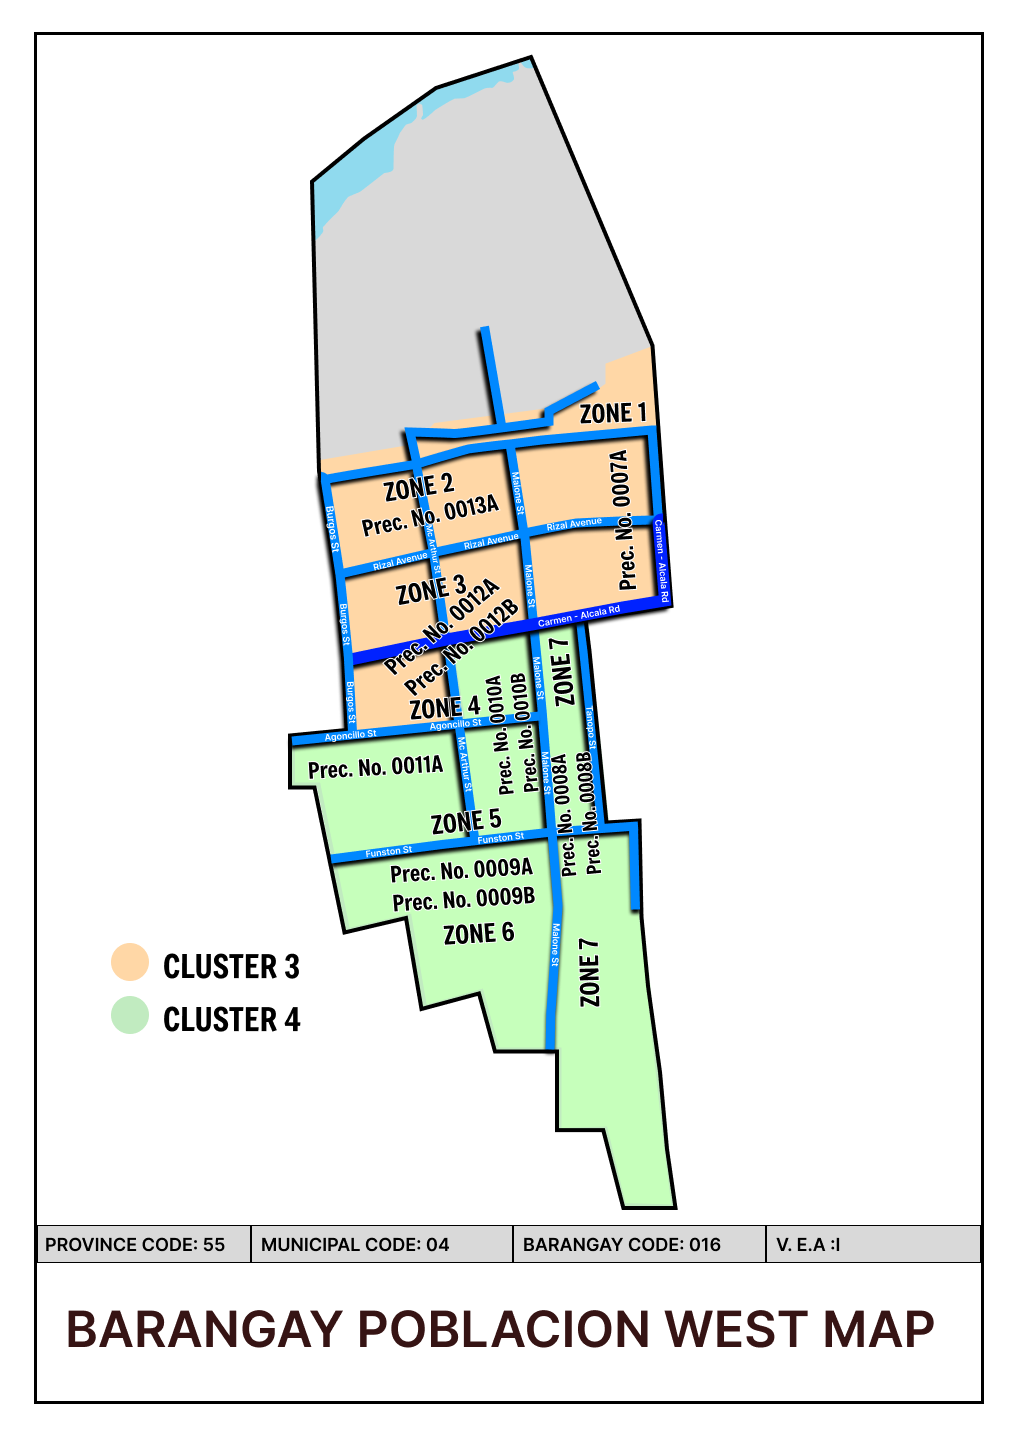 ZONE 1
ZONE 2
Prec. No. 0013A
Prec. No. 0007A
Burgos St
Mc Arthur St
Malone St
Rizal Avenue
Rizal Avenue
Rizal Avenue
Carmen - Alcala Rd
ZONE 3
Prec. No. 0012A
Prec. No. 0012B
Burgos St
Malone St
Carmen - Alcala Rd
ZONE 7
Malone St
Burgos St
ZONE 4
Prec. No. 0010A
Prec. No. 0010B
Agoncillo St
Agoncillo St
Tanopo St
Prec. No. 0011A
Mc Arthur St
Malone St
Prec. No. 0008A
Prec. No. 0008B
ZONE 5
Funston St
Funston St
Prec. No. 0009A
Prec. No. 0009B
ZONE 6
Malone St
ZONE 7
CLUSTER 3
CLUSTER 4
PROVINCE CODE: 55
MUNICIPAL CODE: 04
BARANGAY CODE: 016
V. E.A :I
BARANGAY POBLACION WEST MAP